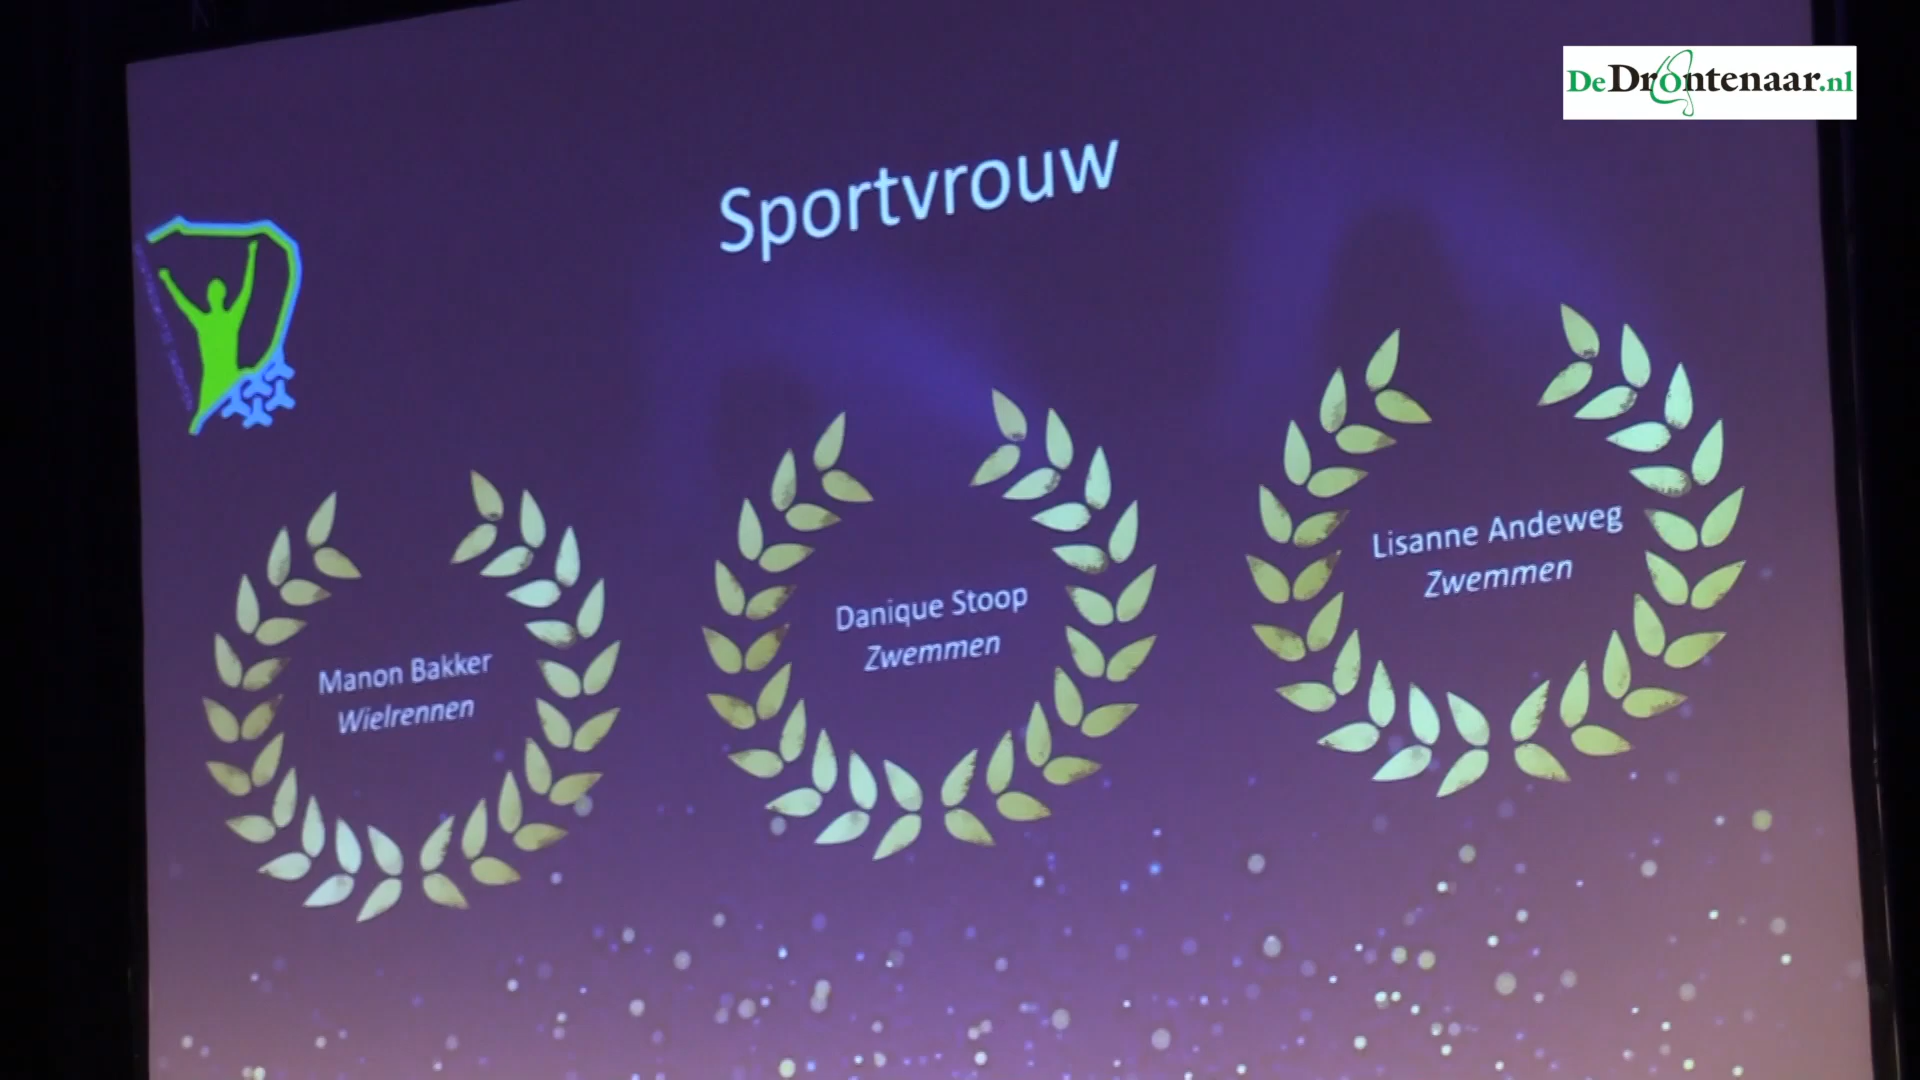 DeDrontenaar.nl
Sportvrouw
Manon Bakker
Wielrennen
Danique Stoop
Zwemmen
Lisanne Andeweg
Zwemmen